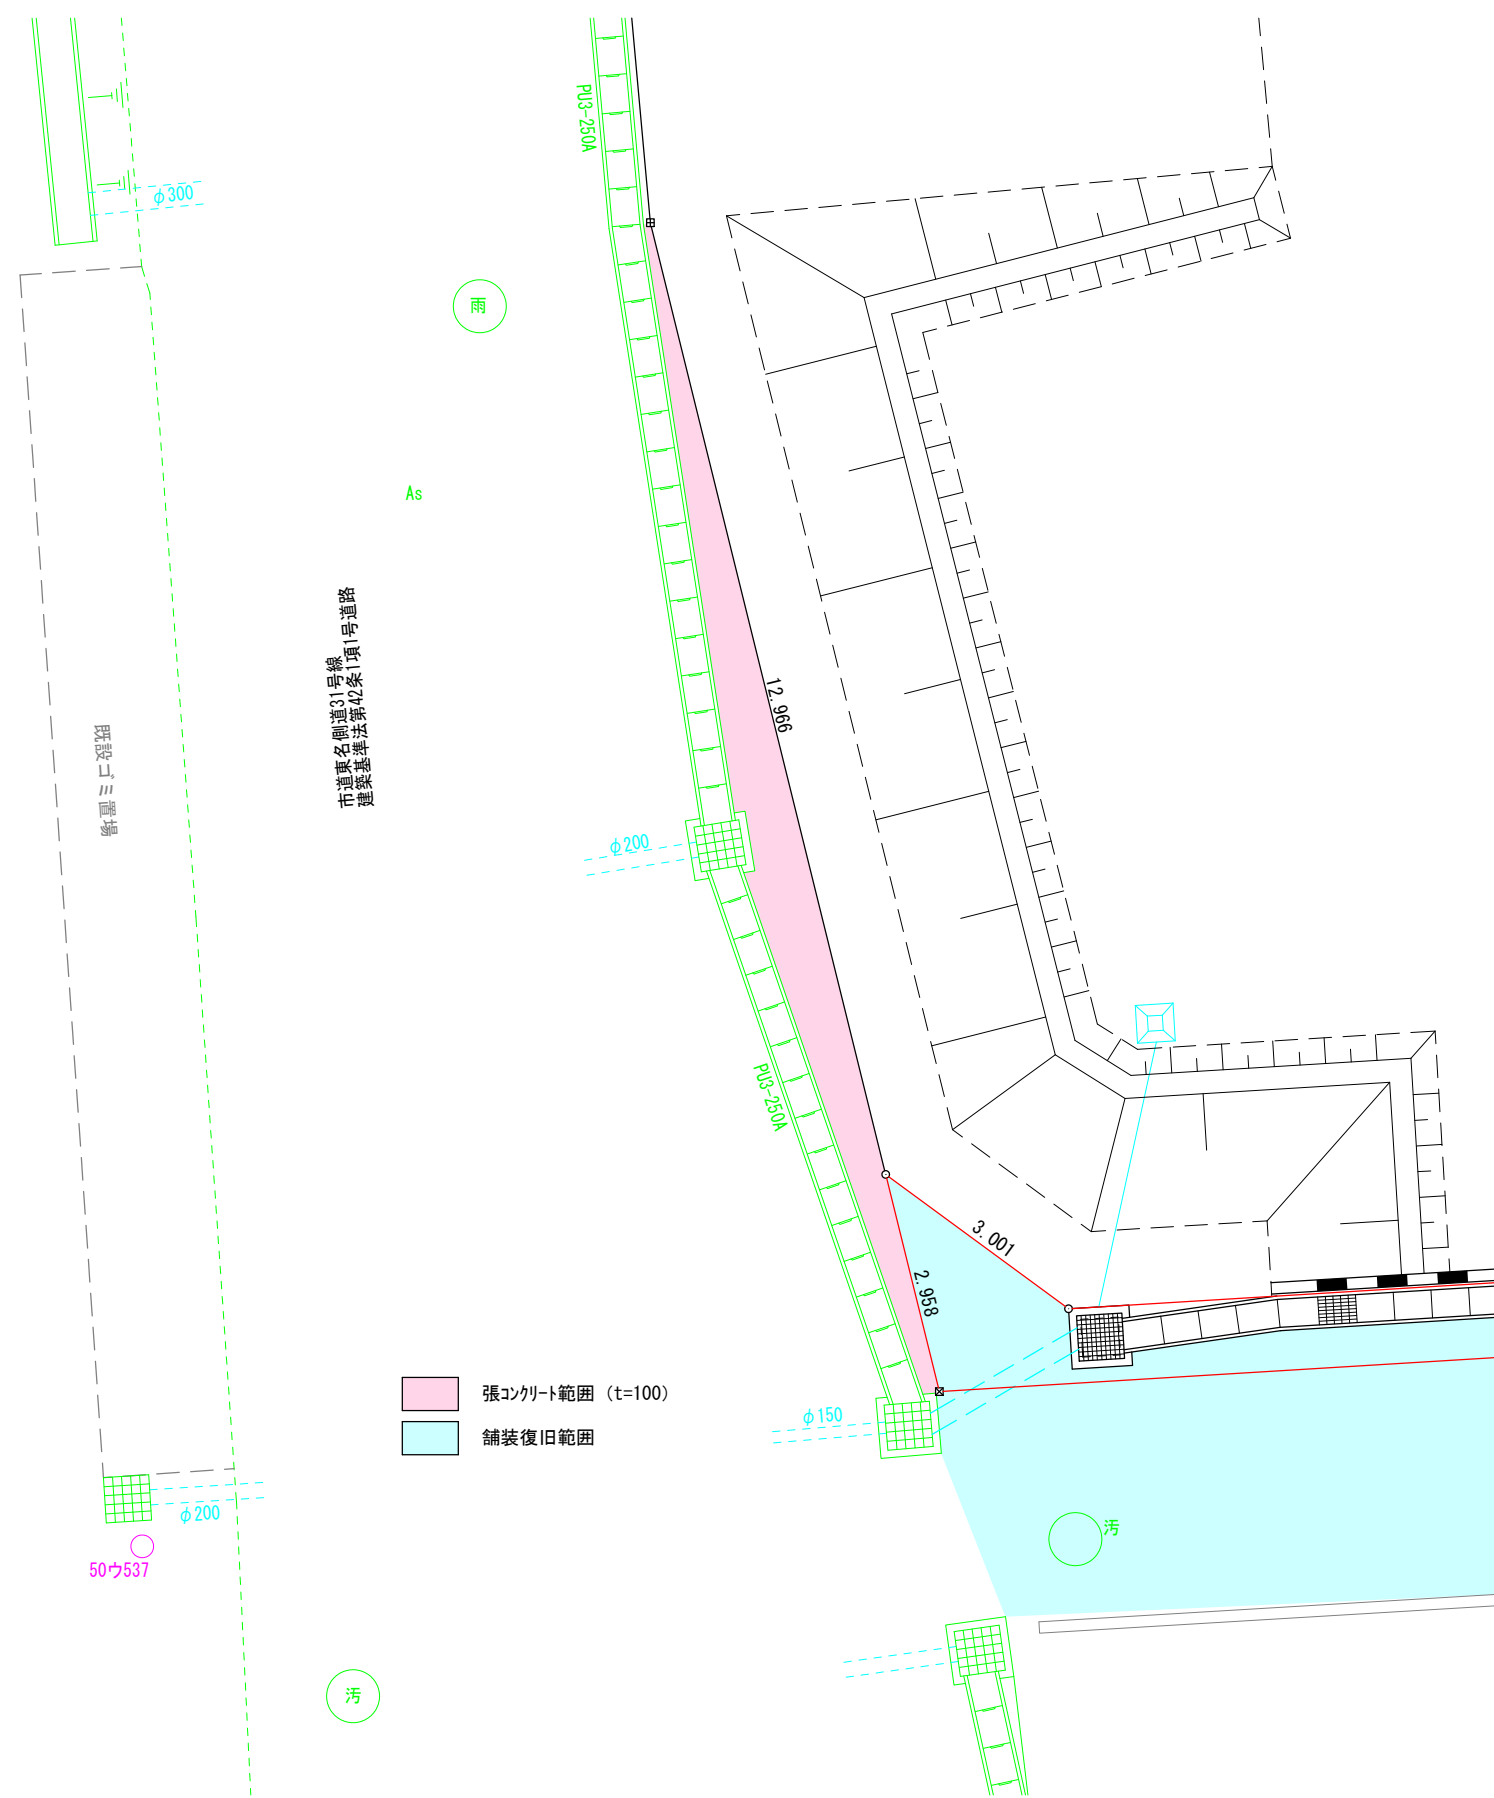 PU3-250A
φ300
雨
As
市道東名側道31号線
建築基準法第42条1項1号道路
12.966
既設ゴミ置場
φ200
PU3-250A
3.001
2.958
張コンクリート範囲 (t=100)
φ150
舗装復旧範囲
φ200
汚
50ウ537
汚